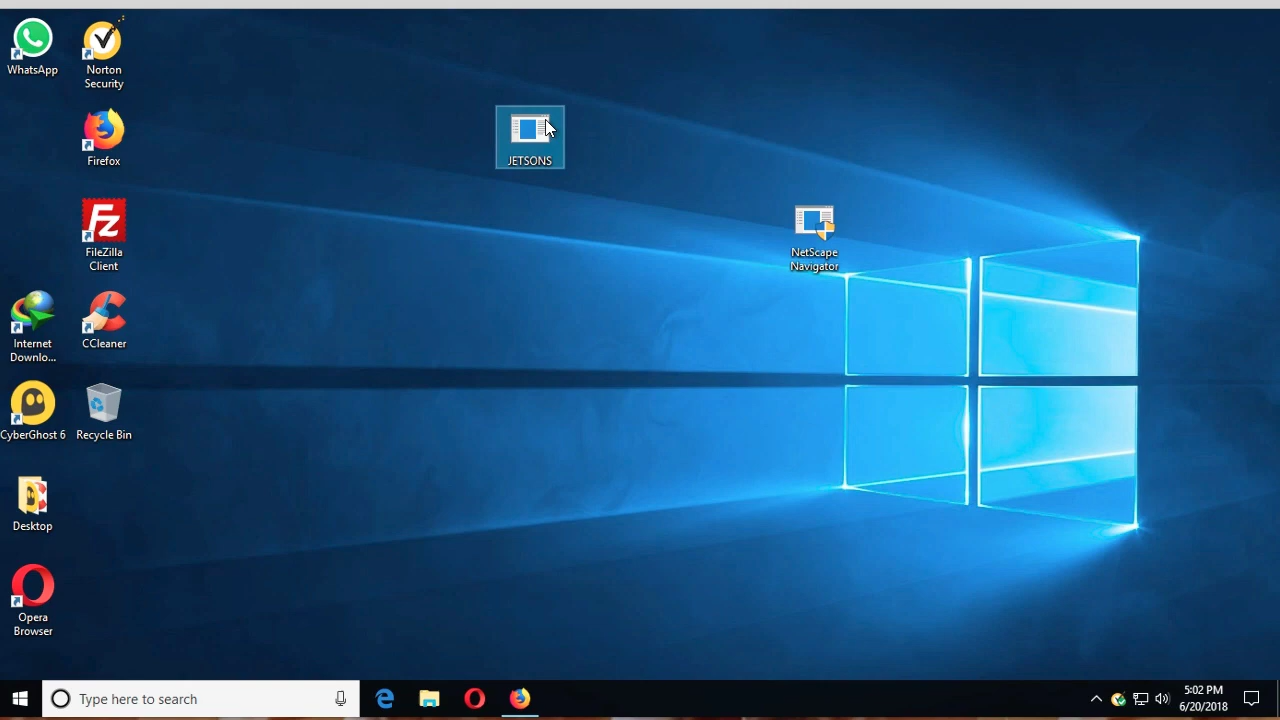 WhatsApp
Norton
Security
Firefox
FileZilla
Client
Internet
Downlo...
CCleaner
CyberGhost 6
Recycle Bin
Desktop
Opera
Browser
JETSONS
NetScape
Navigator
Type here to search
5:02 PM
6/20/2018